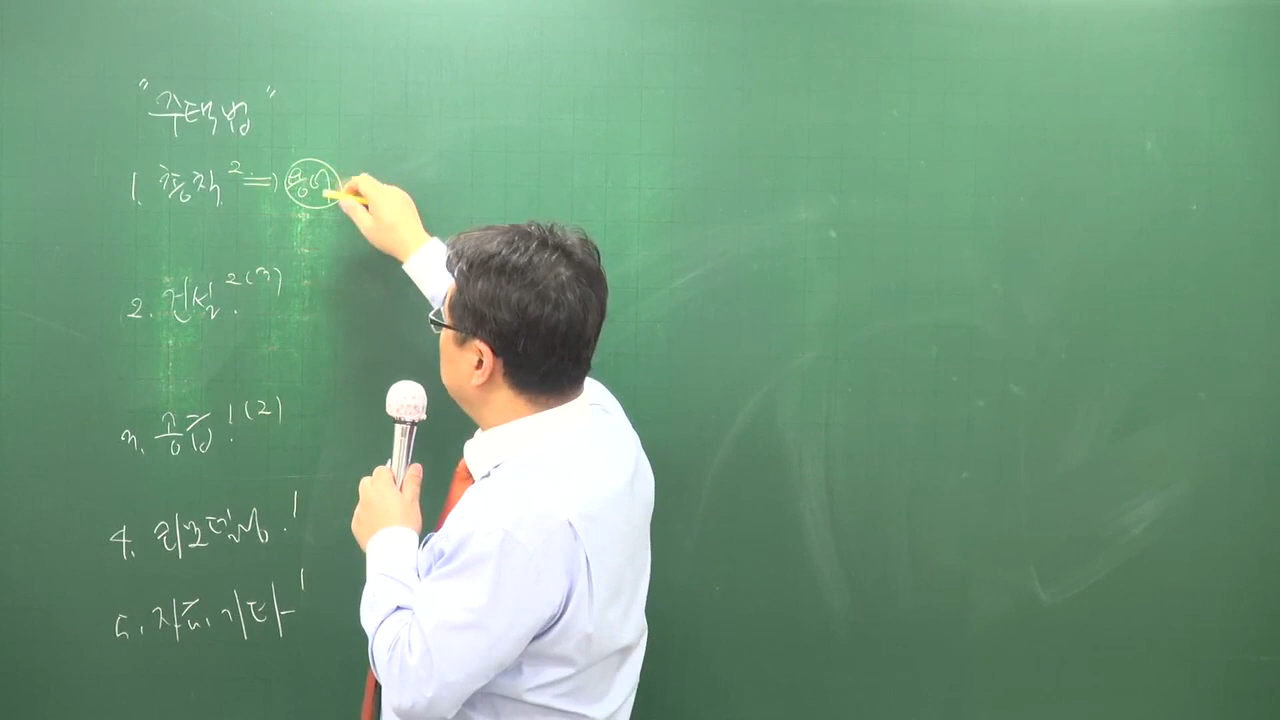 "주택법"
1. 총칙. 2 ⇒ 용어
2. 건설. 2(3)
3. 공급! (2)
4. 리모델링. 1
5. 자금, 기타 1